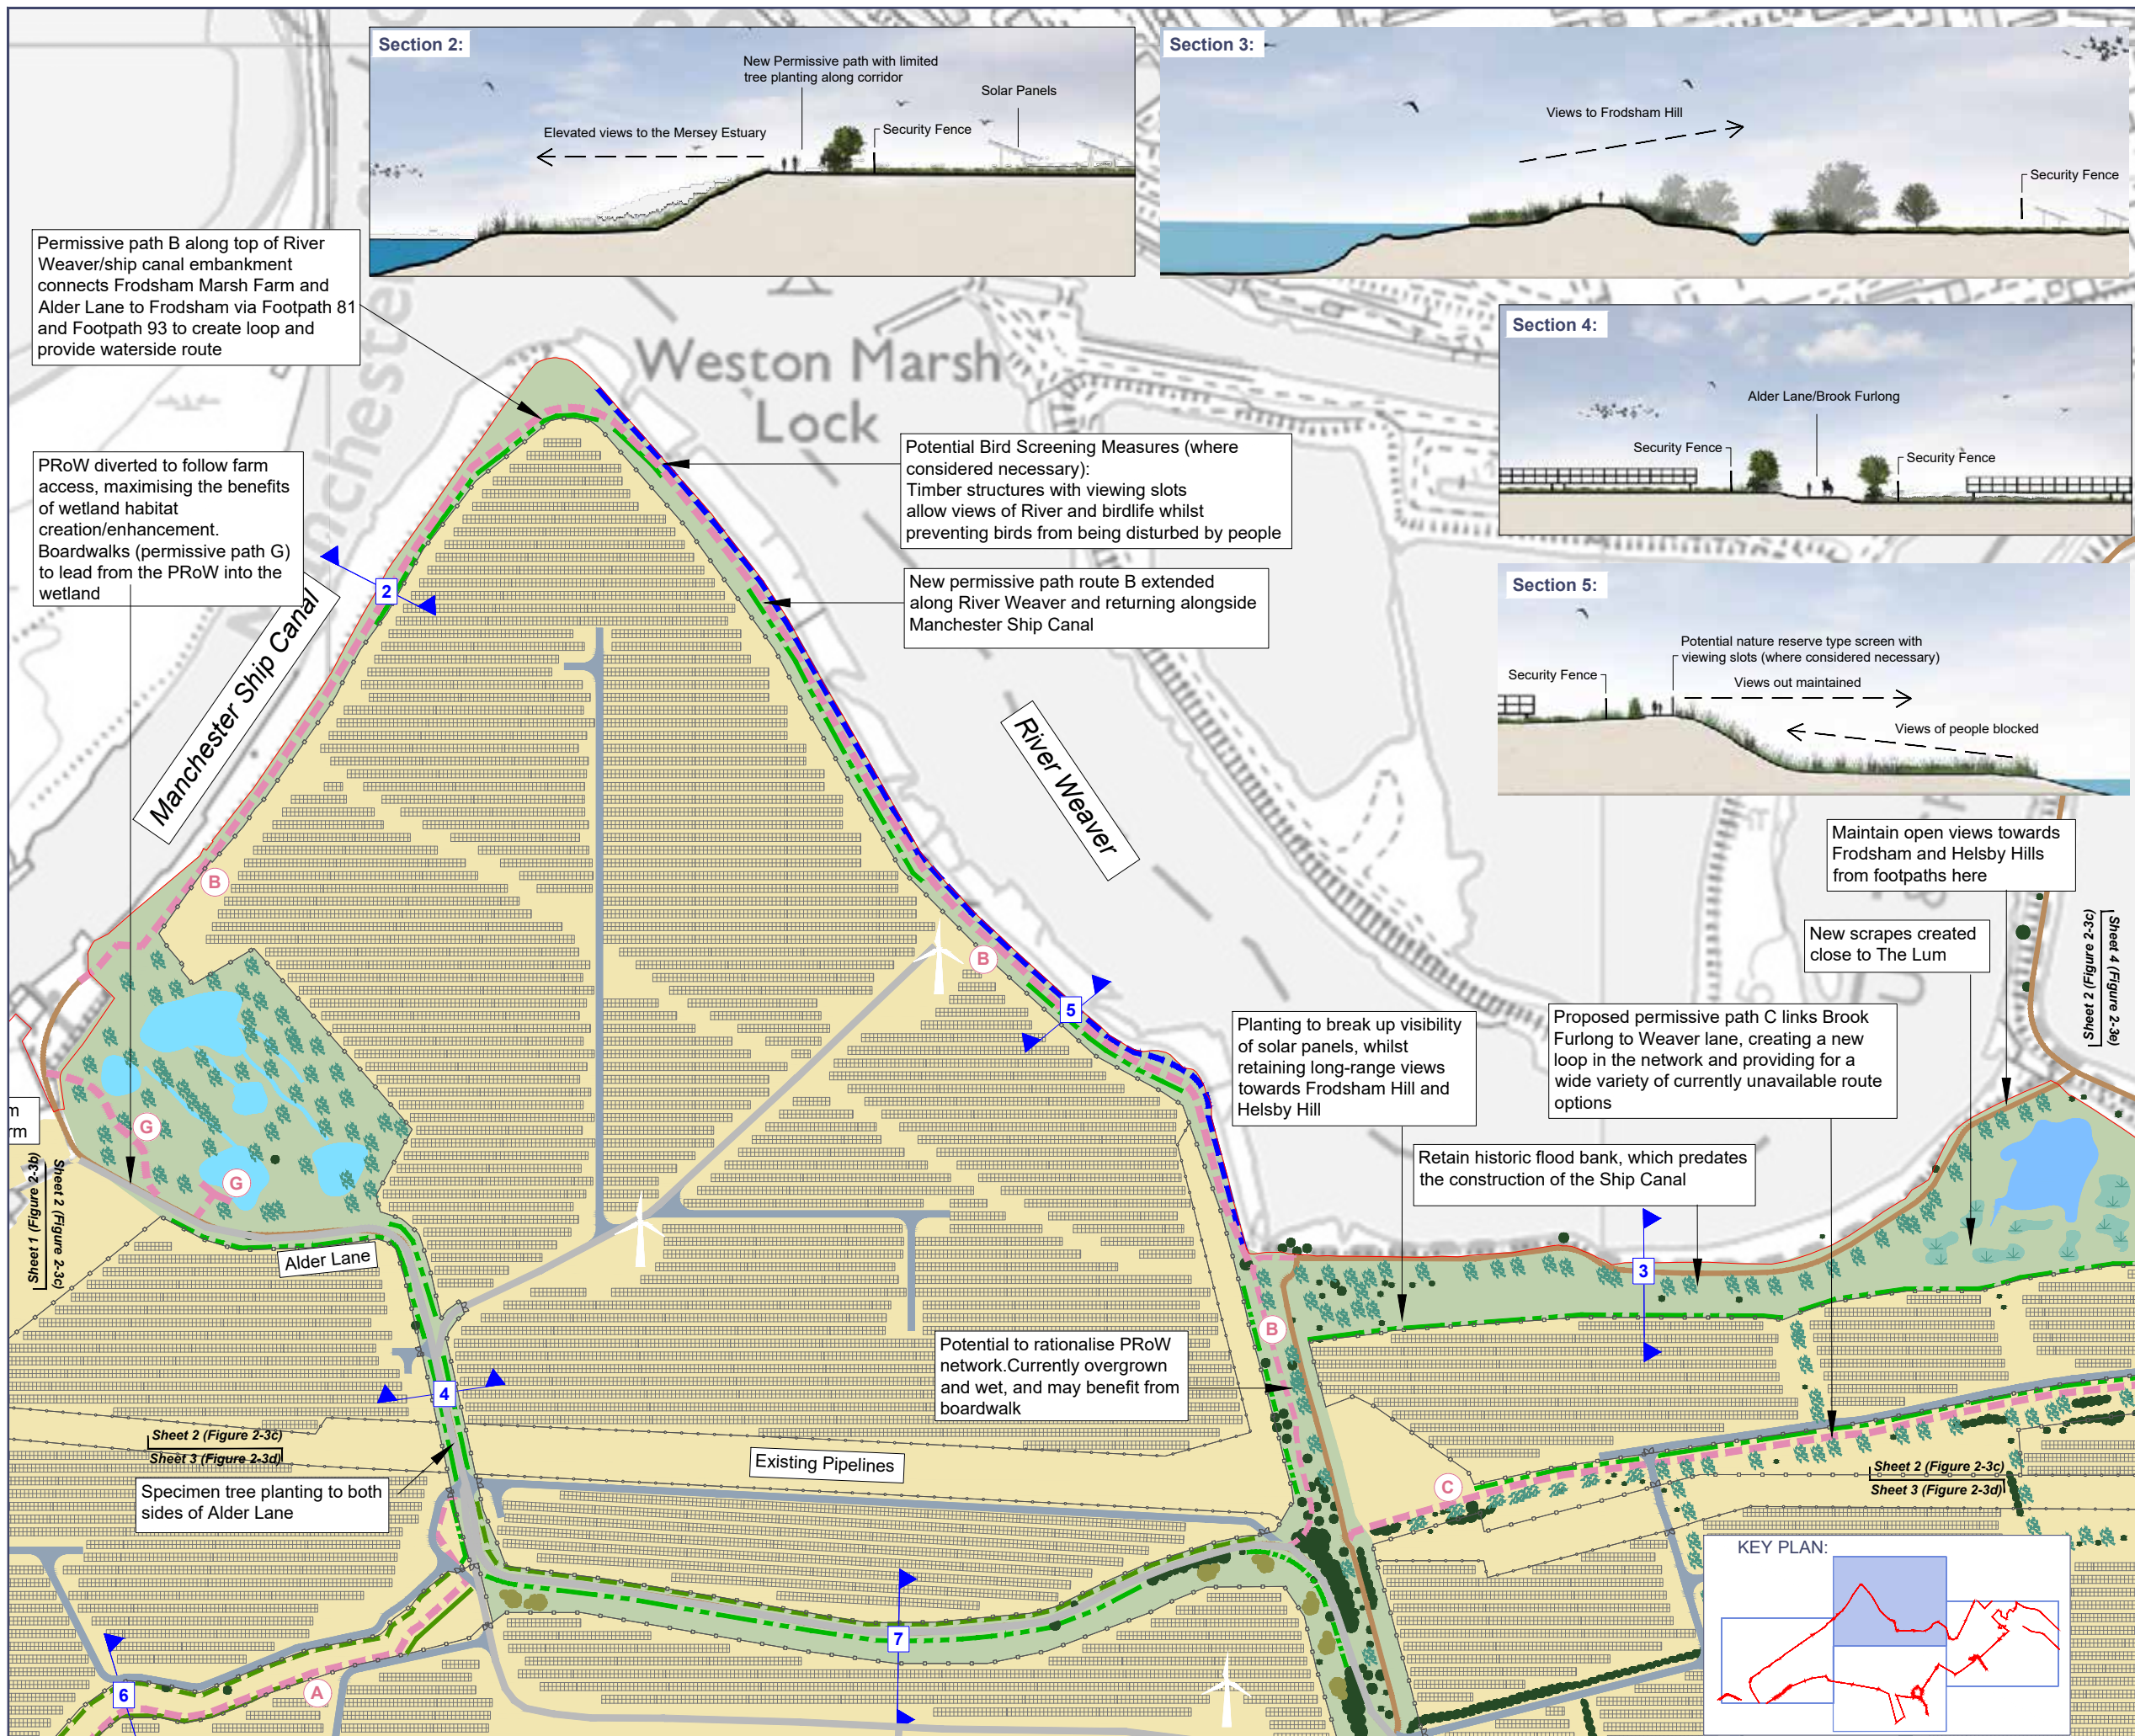 Section 2:
New Permissive path with limited
tree planting along corridor
Solar Panels
Elevated views to the Mersey Estuary
Security Fence
Section 3:
Views to Frodsham Hill
Security Fence
Permissive path B along top of River
Weaver/ship canal embankment
connects Frodsham Marsh Farm and
Alder Lane to Frodsham via Footpath 81
and Footpath 93 to create loop and
provide waterside route
Section 4:
Alder Lane/Brook Furlong
Security Fence
Security Fence
Weston Marsh
Lock
PRoW diverted to follow farm
access, maximising the benefits
of wetland habitat
creation/enhancement.
Boardwalks (permissive path G)
to lead from the PRoW into the
wetland
Potential Bird Screening Measures (where
considered necessary):
Timber structures with viewing slots
allow views of River and birdlife whilst
preventing birds from being disturbed by people
New permissive path route B extended
along River Weaver and returning alongside
Manchester Ship Canal
Section 5:
Potential nature reserve type screen with
viewing slots (where considered necessary)
Security Fence
Views out maintained
Views of people blocked
2
Manchester Ship Canal
River Weaver
Maintain open views towards
Frodsham and Helsby Hills
from footpaths here
New scrapes created
close to The Lum
Sheet 2 (Figure 2-3c)
Sheet 4 (Figure 2-3e)
B
B
5
Planting to break up visibility
of solar panels, whilst
retaining long-range views
towards Frodsham Hill and
Helsby Hill
Proposed permissive path C links Brook
Furlong to Weaver lane, creating a new
loop in the network and providing for a
wide variety of currently unavailable route
options
Retain historic flood bank, which predates
the construction of the Ship Canal
G
G
Sheet 1 (Figure 2-3b)
Sheet 2 (Figure 2-3c)
Alder Lane
3
B
Potential to rationalise PRoW
network.Currently overgrown
and wet, and may benefit from
boardwalk
4
Sheet 2 (Figure 2-3c)
Sheet 3 (Figure 2-3d)
Existing Pipelines
Specimen tree planting to both
sides of Alder Lane
C
Sheet 2 (Figure 2-3c)
Sheet 3 (Figure 2-3d)
KEY PLAN:
7
6
A